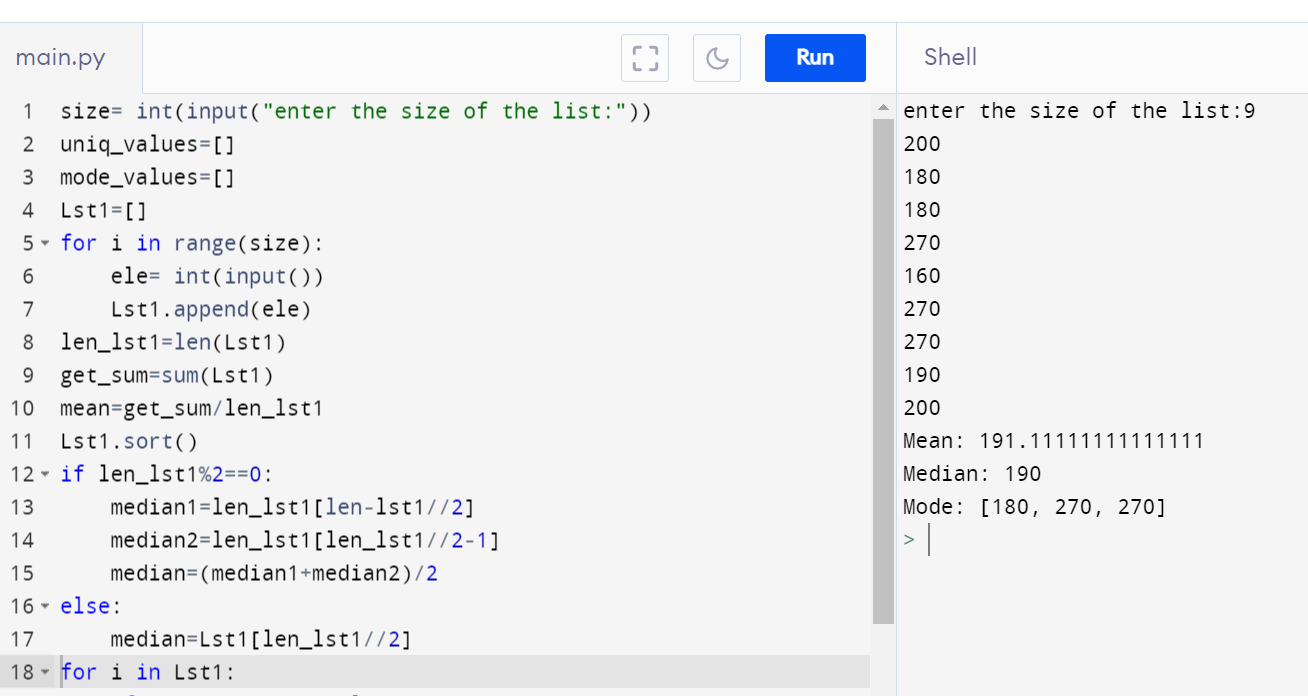 main.py
Run
Shell
1 size= int(input("enter the size of the list:"))
2 uniq_values=[]
3 mode_values=[]
4 Lst1=[]
5 for i in range(size):
6 ele= int(input())
7 Lst1.append(ele)
8 len_lst1=len(Lst1)
9 get_sum=sum(Lst1)
10 mean=get_sum/len_lst1
11 Lst1.sort()
12 if len_lst1%2==0:
13 median1=len_lst1[len-lst1//2]
14 median2=len_lst1[len_lst1//2-1]
15 median=(median1+median2)/2
16 else:
17 median=Lst1[len_lst1//2]
18 for i in Lst1:
enter the size of the list:9
200
180
180
270
160
270
270
190
200
Mean: 191.11111111111111
Median: 190
Mode: [180, 270, 270]
>